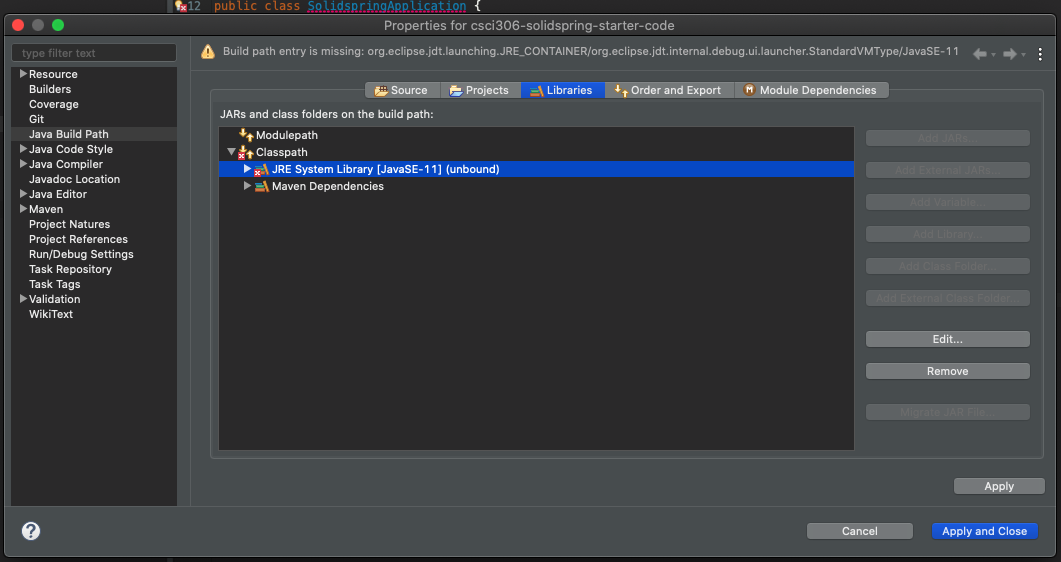 12 public class SolidspringApplication {
Properties for csci306-solidspring-starter-code
type filter text
Resource
Builders
Coverage
Git
Java Build Path
Java Code Style
Java Compiler
Javadoc Location
Java Editor
Maven
Project Natures
Project References
Run/Debug Settings
Task Repository
Task Tags
Validation
WikiText
Build path entry is missing: org.eclipse.jdt.launching.JRE_CONTAINER/org.eclipse.jdt.internal.debug.ui.launcher.StandardVMType/JavaSE-11
Source Projects Libraries Order and Export Module Dependencies
JARs and class folders on the build path:
Modulepath
Classpath
JRE System Library [JavaSE-11] (unbound)
Maven Dependencies
Add JARs...
Add External JARs...
Add Variable...
Add Library...
Add Class Folder...
Add External Class Folder...
Edit...
Remove
Migrate JAR File...
Apply
?
Cancel Apply and Close